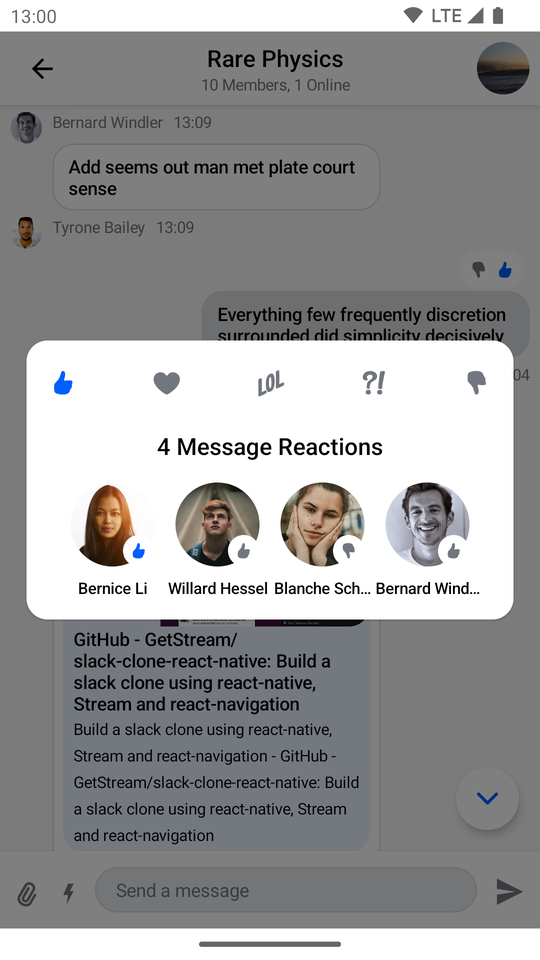 13:00
LTE
Rare Physics
10 Members, 1 Online
Bernard Windler 13:09
Add seems out man met plate court
sense
Tyrone Bailey 13:09
Everything few frequently discretion
surrounded did simplicity decisively
04
LOL
?!
4 Message Reactions
Bernice Li
Willard Hessel
Blanche Sch...
Bernard Wind...
GitHub - GetStream/
slack-clone-react-native: Build a
slack clone using react-native,
Stream and react-navigation
Build a slack clone using react-native,
Stream and react-navigation - GitHub -
GetStream/slack-clone-react-native: Build
a slack clone using react-native, Stream
and react-navigation
Send a message